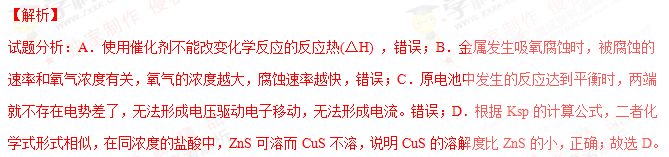 【解析】
试题分析：A．使用催化剂不能改变化学反应的反应热(△H) ，错误；B．金属发生吸氧腐蚀时，被腐蚀的
速率和氧气浓度有关，氧气的浓度越大，腐蚀速率越快，错误；C．原电池中发生的反应达到平衡时，两端
就不存在电势差了，无法形成电压驱动电子移动，无法形成电流。错误；D．根据 Ksp 的计算公式，二者化
学式形式相似，在同浓度的盐酸中，ZnS 可溶而 CuS 不溶，说明 CuS 的溶解度比 ZnS 的小，正确；故选 D。